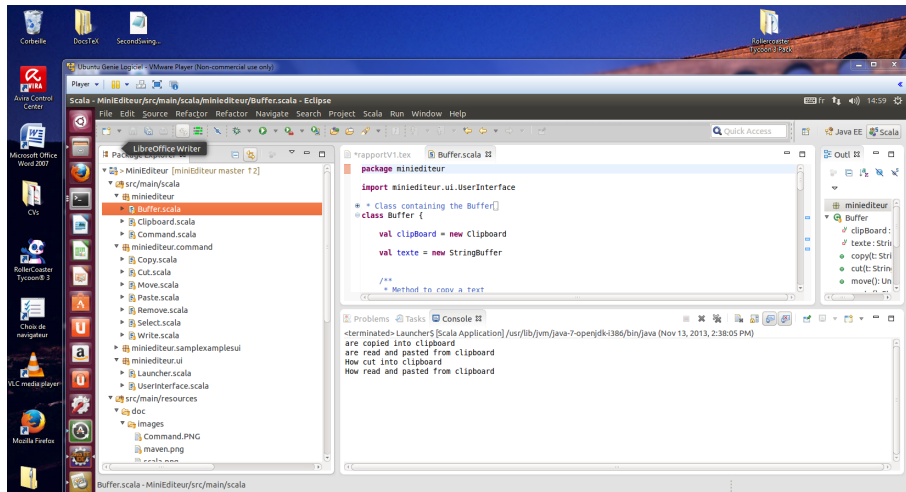 Corbeille
DocsTeX
SecondSwing...
Rollercoaster
Tycoon 3 Pack
Avira Control
Center
Microsoft Office
Word 2007
CVs
RollerCoaster
Tycoon® 3
Choix de
navigateur
VLC media player
Mozilla Firefox
Ubuntu Genie Logiciel - VMware Player (Non-commercial use only)
Player
Scala - MiniEditeur/src/main/scala/miniediteur/Buffer.scala - Eclipse
fr 14:59
File Edit Source Refactor Refactor Navigate Search Project Scala Run Window Help
Quick Access
Java EE
Scala
LibreOffice Writer
Package Explorer
> MiniEditeur [miniediteur master ↑2]
src/main/scala
miniediteur
Buffer.scala
Clipboard.scala
Command.scala
miniediteur.command
Copy.scala
Cut.scala
Move.scala
Paste.scala
Remove.scala
Select.scala
Write.scala
miniediteur.samplexamplesui
miniediteur.ui
Launcher.scala
UserInterface.scala
src/main/resources
doc
images
Command.PNG
maven.png
*rapportV1.tex
Buffer.scala
package miniediteur
import miniediteur.ui.UserInterface
* Class containing the Buffer
class Buffer {
val clipBoard = new Clipboard
val texte = new StringBuffer
/**
* Method to copy a text
Outl
miniediteur
Buffer
clipBoard :
texte : Stri
copy(t: Stri
cut(t: Strin
move(): Un
Problems
Tasks
Console
<terminated> Launcher$ [Scala Application] /usr/lib/jvm/java-7-openjdk-i386/bin/java (Nov 13, 2013, 2:38:05 PM)
are copied into clipboard
are read and pasted from clipboard
How cut into clipboard
How read and pasted from clipboard
Buffer.scala - MiniEditeur/src/main/scala